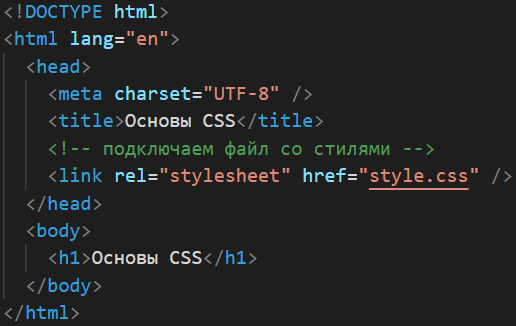 <!DOCTYPE html>
<html lang="en">
<head>
<meta charset="UTF-8" />
<title>Основы CSS</title>
<!-- подключаем файл со стилями -->
<link rel="stylesheet" href="style.css" />
</head>
<body>
<h1>Основы CSS</h1>
</body>
</html>